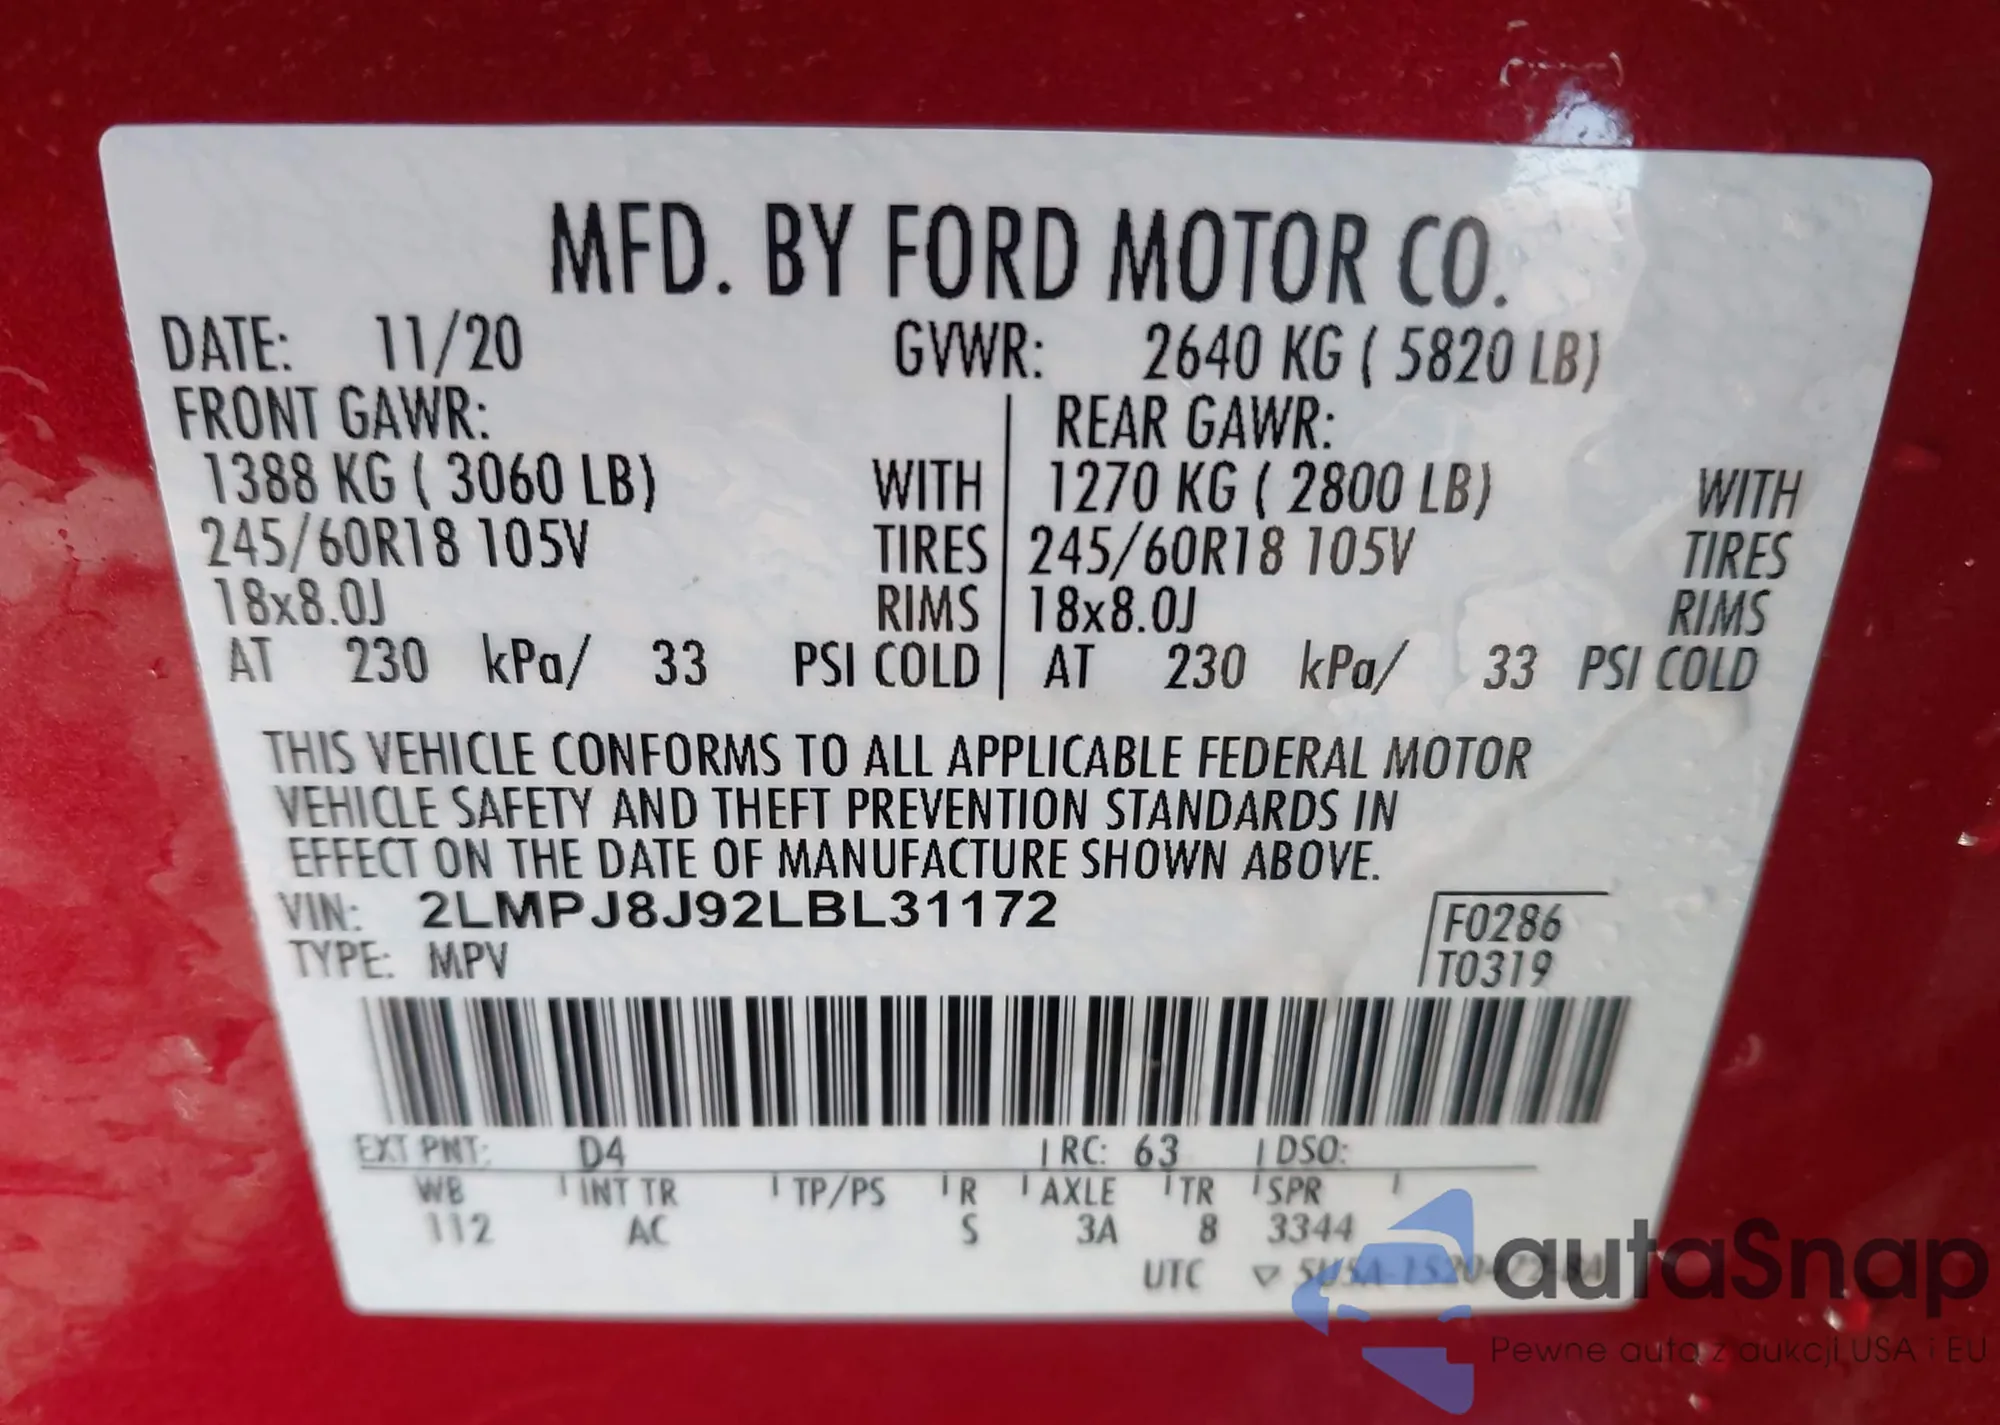 MFD. BY FORD MOTOR CO.
DATE: 11/20 GVWR: 2640 KG ( 5820 LB)
FRONT GAWR: REAR GAWR:
1388 KG ( 3060 LB) WITH 1270 KG ( 2800 LB) WITH
245/60R18 105V TIRES 245/60R18 105V TIRES
18x8.0J RIMS 18x8.0J RIMS
AT 230 kPa/ 33 PSI COLD AT 230 kPa/ 33 PSI COLD
THIS VEHICLE CONFORMS TO ALL APPLICABLE FEDERAL MOTOR
VEHICLE SAFETY AND THEFT PREVENTION STANDARDS IN
EFFECT ON THE DATE OF MANUFACTURE SHOWN ABOVE.
VIN: 2LMPJ8J92LBL31172
TYPE: MPV
F0286
T0319
EXT PNT: D4 RC: 63 DSO:
WB INT TR TP/PS R AXLE TR SPR
112 AC S 3A 8 3344
UTC
autaSnap
Pewne auta z aukcji USA i EU